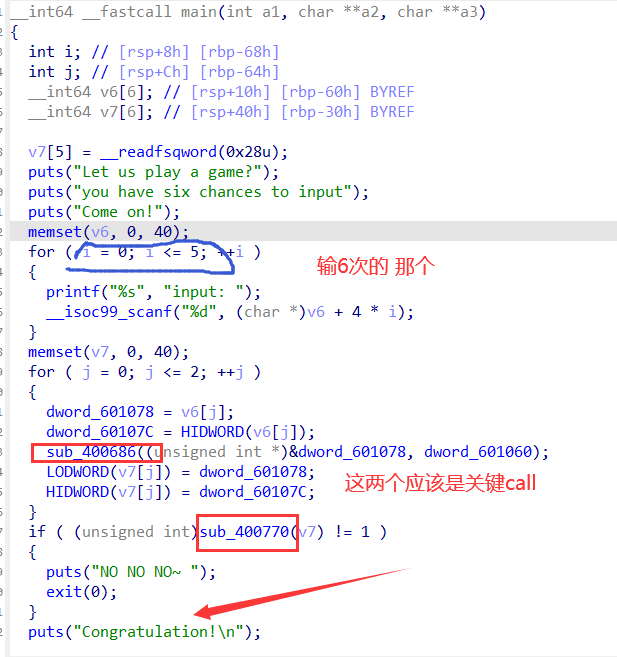 __int64 __fastcall main(int a1, char **a2, char **a3)
{
int i; // [rsp+8h] [rbp-68h]
int j; // [rsp+Ch] [rbp-64h]
__int64 v6[6]; // [rsp+10h] [rbp-60h] BYREF
__int64 v7[6]; // [rsp+40h] [rbp-30h] BYREF
v7[5] = __readfsqword(0x28u);
puts("Let us play a game?");
puts("you have six chances to input");
puts("Come on!");
memset(v6, 0, 40);
for ( i = 0; i <= 5; ++i )
输6次的 那个
{
printf("%s", "input: ");
__isoc99_scanf("%d", (char *)v6 + 4 * i);
}
memset(v7, 0, 40);
for ( j = 0; j <= 2; ++j )
{
dword_601078 = v6[j];
dword_60107C = HIDWORD(v6[j]);
sub_400686((unsigned int *)&dword_601078, dword_601060);
LODWORD(v7[j]) = dword_601078;
这两个应该是关键call
HIDWORD(v7[j]) = dword_60107C;
}
if ( (unsigned int)sub_400770(v7) != 1 )
{
puts("NO NO NO~ ");
exit(0);
}
puts("Congratulation!\n");